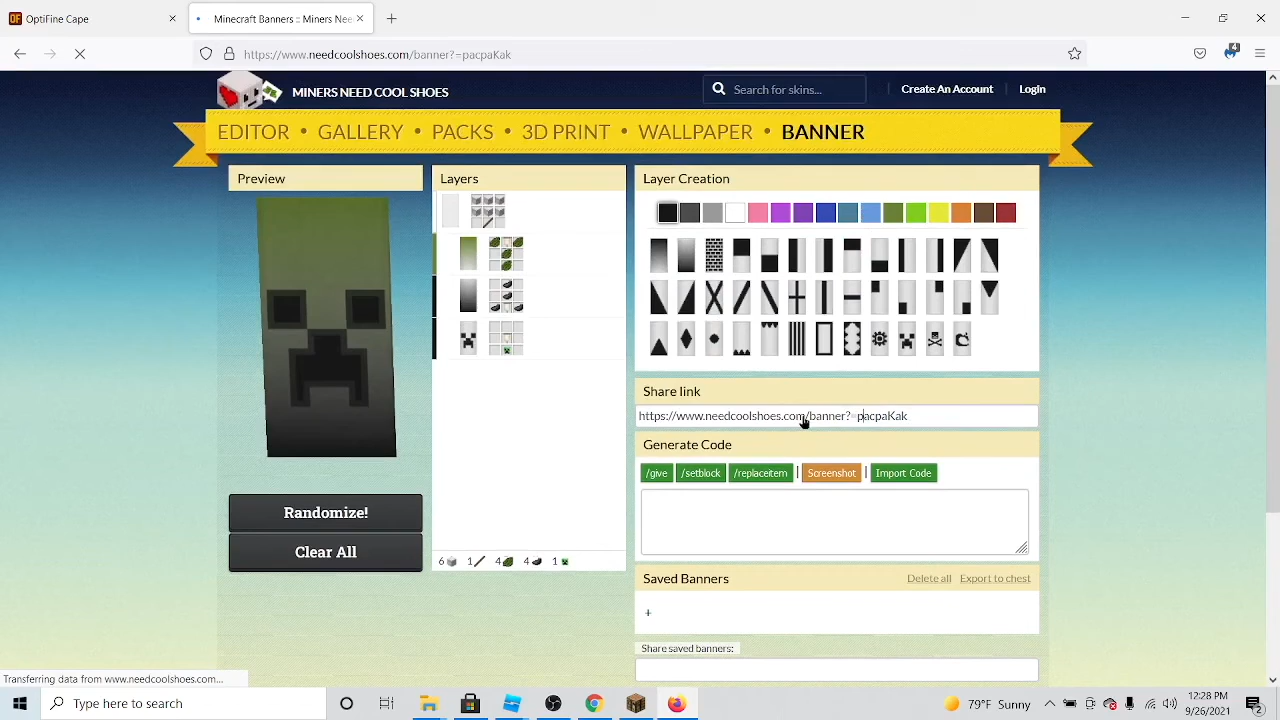 OptiFine Cape
Minecraft Banners :: Miners Ne
https://www.needcoolshoes.com/banner?=pacpaKak
4
MINERS NEED COOL SHOES
Search for skins...
Create An Account
Login
EDITOR • GALLERY • PACKS • 3D PRINT • WALLPAPER • BANNER
Preview
Layers
Layer Creation
Share link
https://www.needcoolshoes.com/banner?=pacpaKak
Generate Code
/give
/setblock
/replaceitem
|
Screenshot
|
Import Code
Randomize!
Clear All
6
1
4
4
1
Saved Banners
Delete all
Export to chest
+
Share saved banners:
Transferring data from www.needcoolshoes.com...
Type here to search
79°F Sunny
12:28 PM
9/26/2021
2